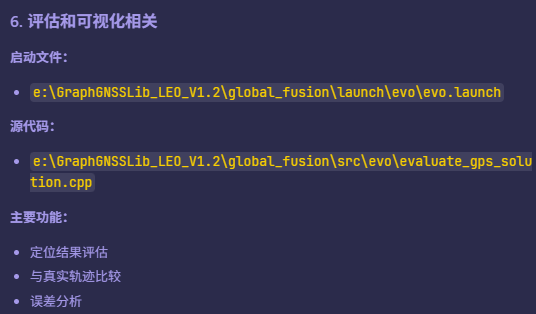 6. 评估和可视化相关
启动文件：
e:\GraphGNSSLib_LEO_V1.2\global_fusion\launch\evo\evo.launch
源代码：
e:\GraphGNSSLib_LEO_V1.2\global_fusion\src\evo\evaluate_gps_solu
tion.cpp
主要功能：
定位结果评估
与真实轨迹比较
误差分析